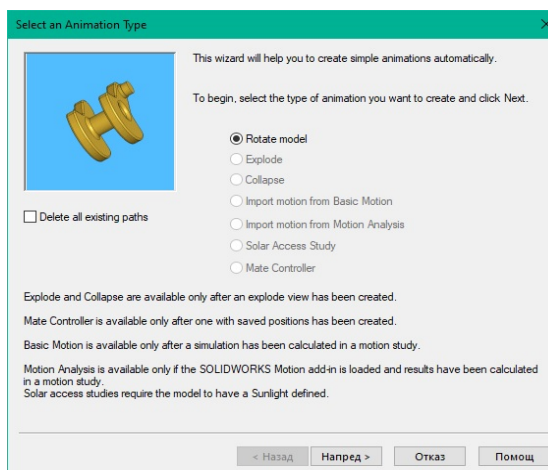 Select an Animation Type
This wizard will help you to create simple animations automatically.
To begin, select the type of animation you want to create and click Next.
Rotate model
Explode
Collapse
Import motion from Basic Motion
Delete all existing paths
Import motion from Motion Analysis
Solar Access Study
Mate Controller
Explode and Collapse are available only after an explode view has been created.
Mate Controller is available only after one with saved positions has been created.
Basic Motion is available only after a simulation has been calculated in a motion study.
Motion Analysis is available only if the SOLIDWORKS Motion add-in is loaded and results have been calculated
in a motion study.
Solar access studies require the model to have a Sunlight defined.
< Назад
Напред >
Отказ
Помощ